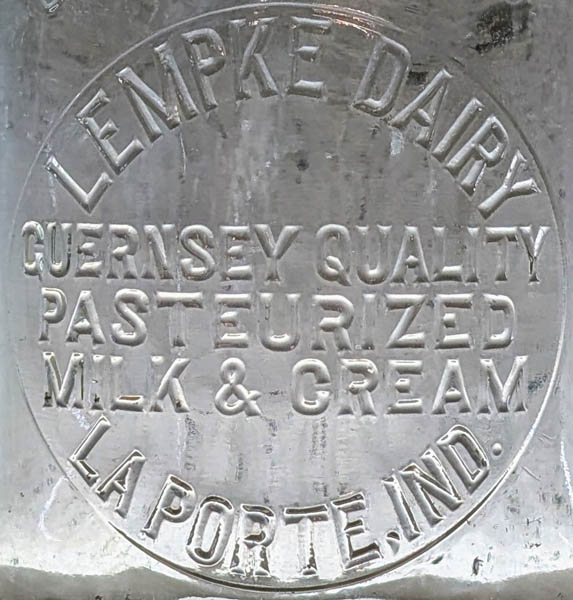 LEMPKE DAIRY
GUERNSEY QUALITY
PASTEURIZED
MILK & CREAM
LA PORTE, IND.